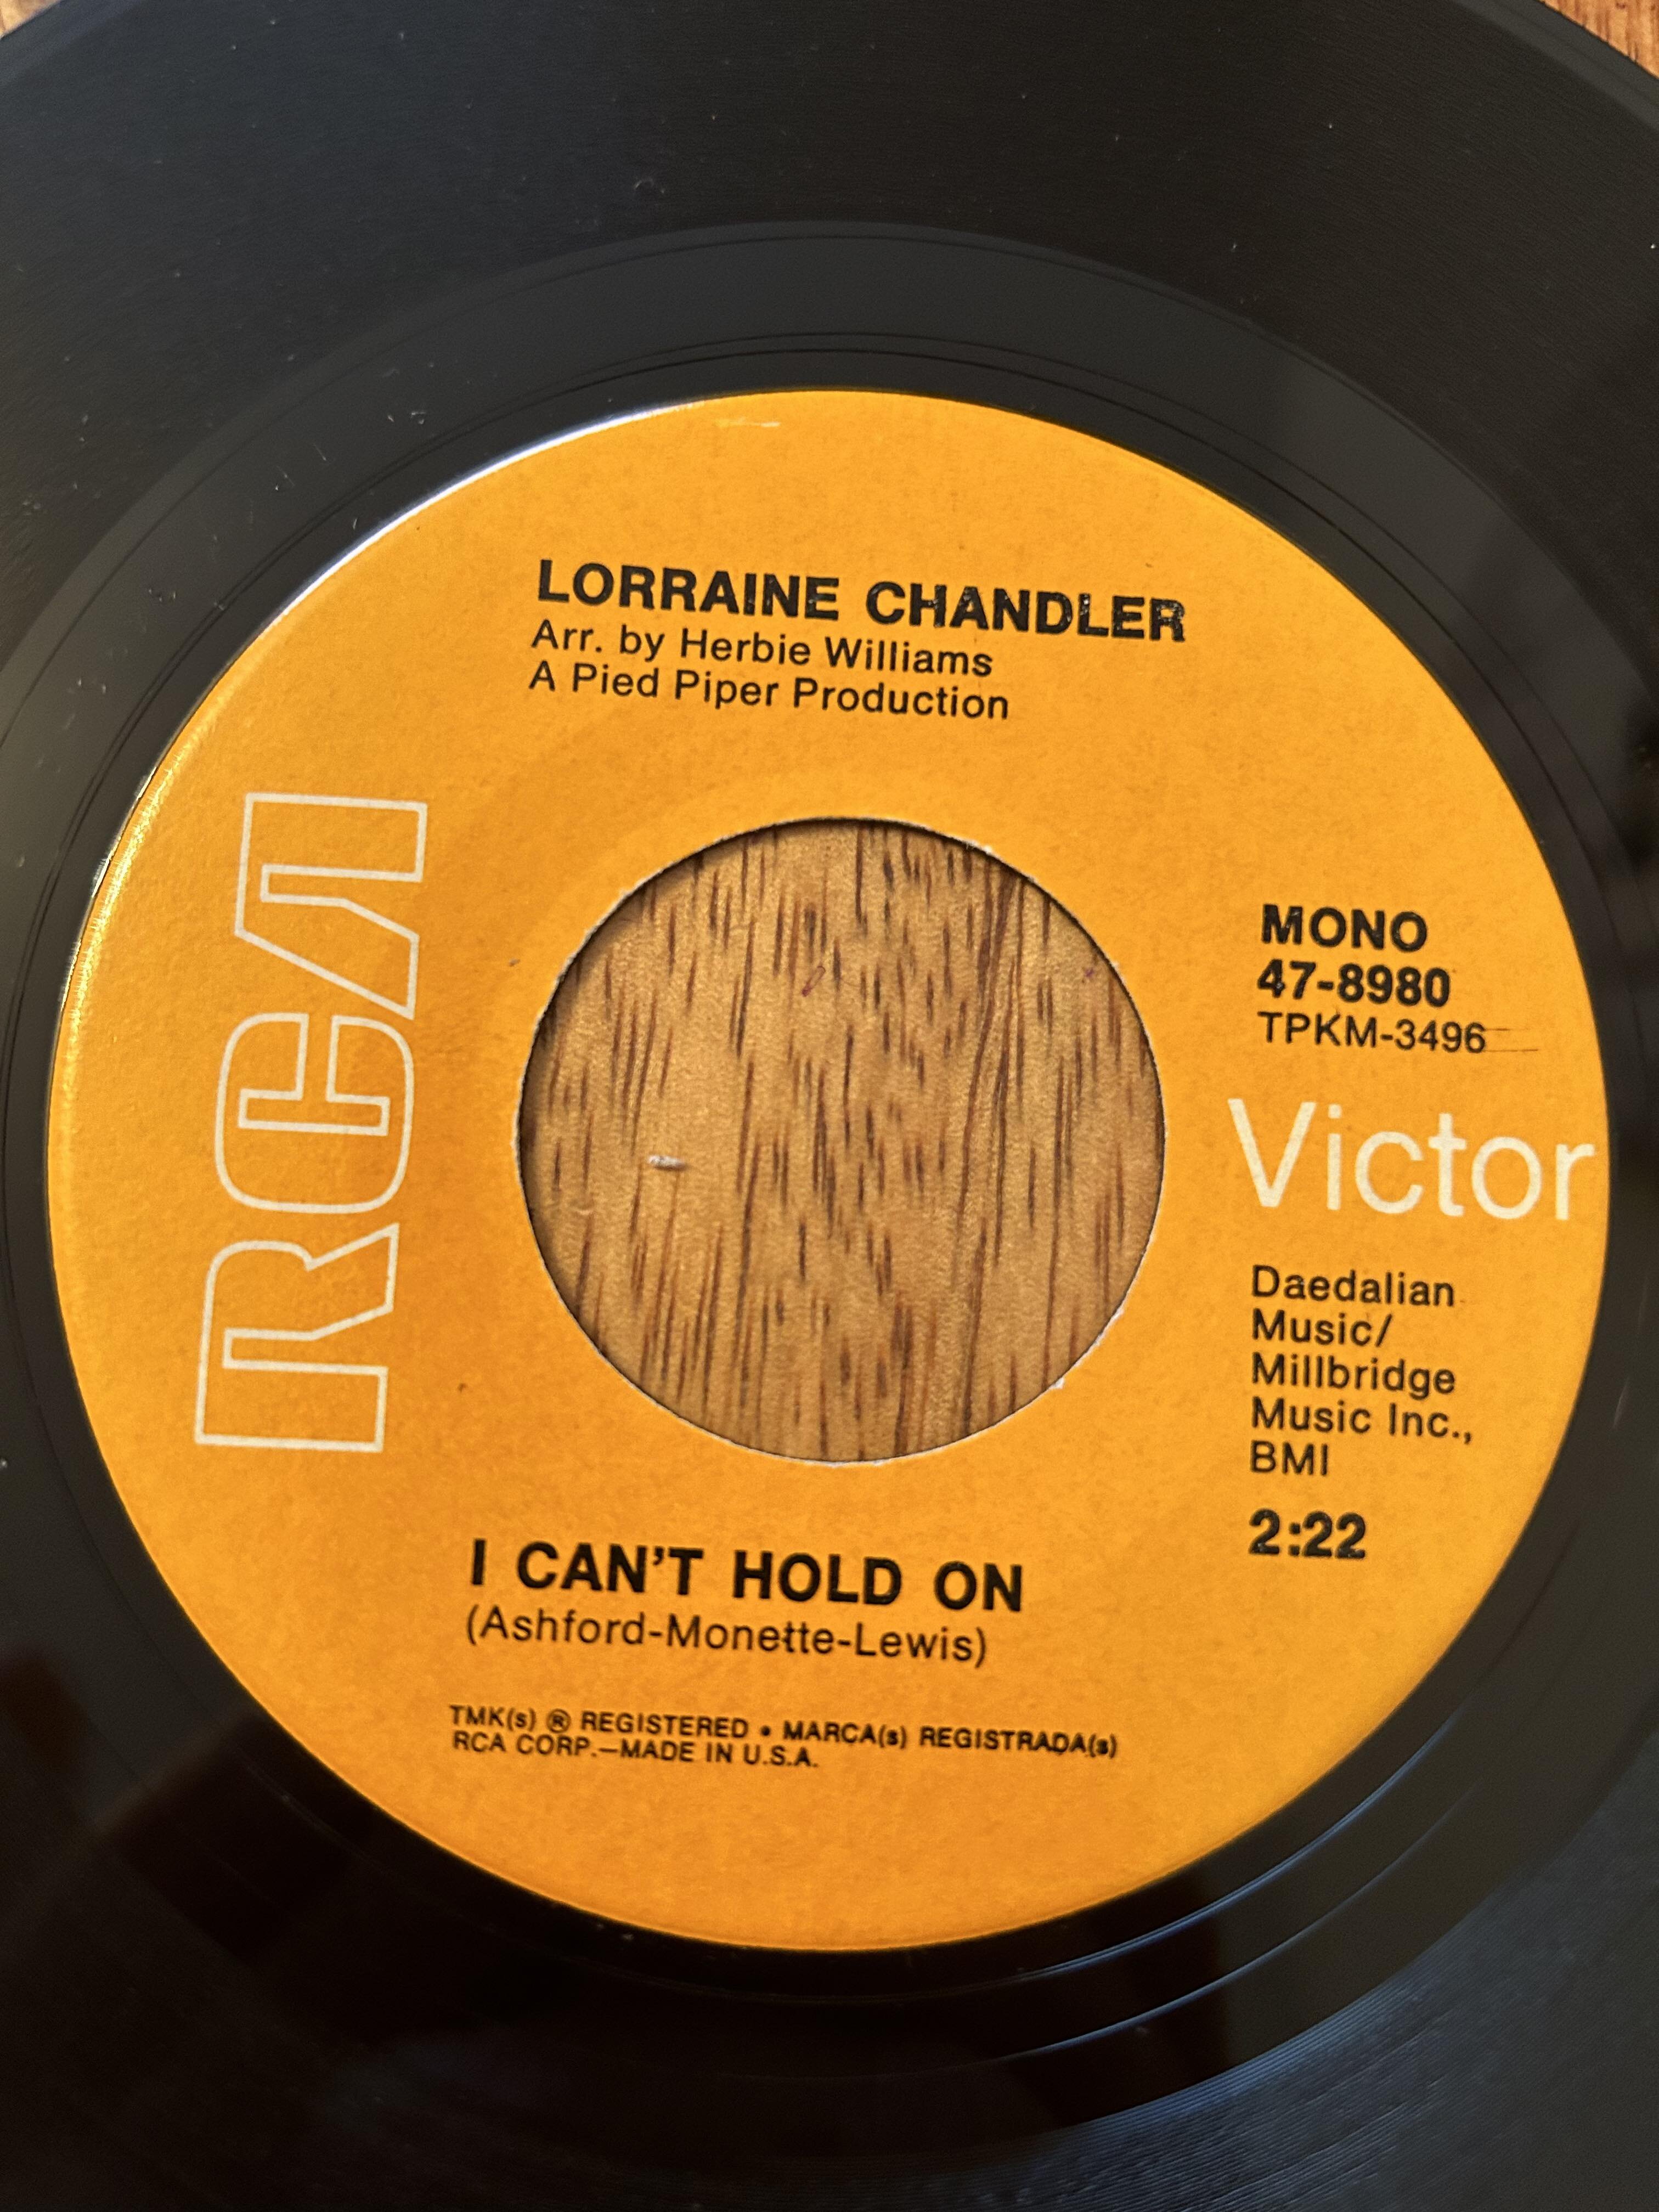 LORRAINE CHANDLER
Arr. by Herbie Williams
A Pied Piper Production
RCA
MONO
47-8980
TPKM-3496
Victor
Daedalian
Music/
Millbridge
Music Inc.,
BMI
2:22
I CAN'T HOLD ON
(Ashford-Monette-Lewis)
TMK(s) ® REGISTERED • MARCA(s) REGISTRADA(s)
RCA CORP.—MADE IN U.S.A.